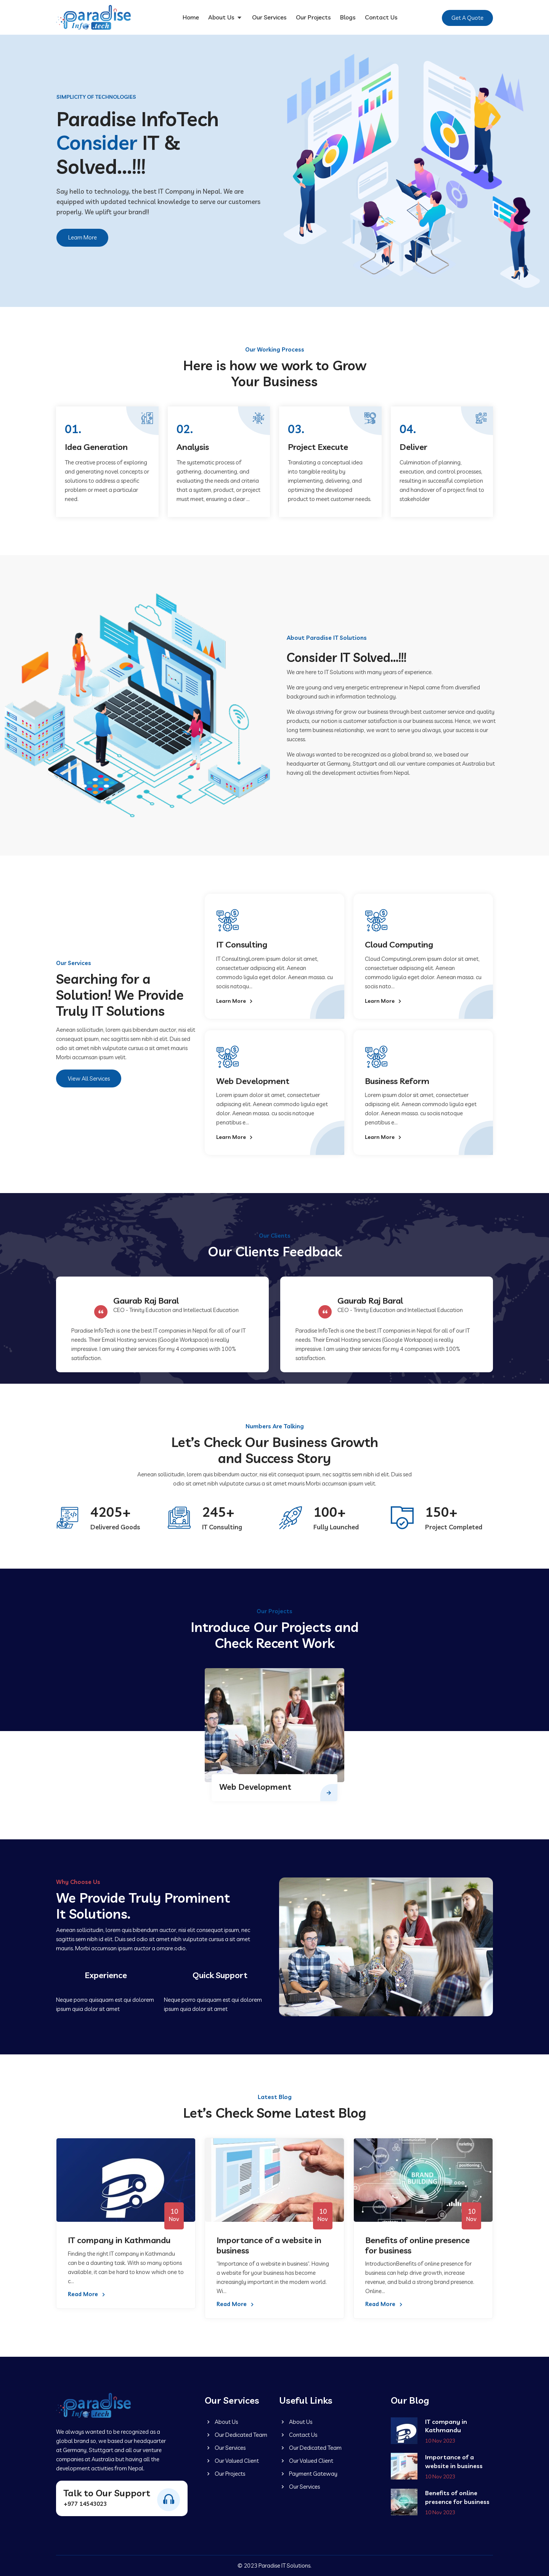 Paradise
Info tech
Home
About Us
Our Services
Our Projects
Blogs
Contact Us
Get A Quote
SIMPLICITY OF TECHNOLOGIES
Paradise InfoTech
Consider IT &
Solved...!!!
Say hello to technology, the best IT Company in Nepal. We are
equipped with updated technical knowledge to serve our customers
properly. We uplift your brand!!
Learn More
Our Working Process
Here is how we work to Grow
Your Business
01.
Idea Generation
The creative process of exploring
and generating novel concepts or
solutions to address a specific
problem or meet a particular
need.
02.
Analysis
The systematic process of
gathering, documenting, and
evaluating the needs and criteria
that a system, product, or project
must meet, ensuring a clear ...
03.
Project Execute
Translating a conceptual idea
into tangible reality by
implementing, delivering, and
optimizing the developed
product to meet customer needs.
04.
Deliver
Culmination of planning,
execution, and control processes,
resulting in successful completion
and handover of a project final to
stakeholder
About Paradise IT Solutions
Consider IT Solved...!!!
We are here to IT Solutions with many years of experience.
We are young and very energetic entrepreneur in Nepal came from diversified
background such in information technology.
We always striving for grow our business through best customer service and quality
products, our notion is customer satisfaction is our business success. Hence, we want
long term business relationship, we want to serve you always, your success is our
success.
We always wanted to be recognized as a global brand so, we based our
headquarter at Germany, Stuttgart and all our venture companies at Australia but
having all the development activities from Nepal.
Our Services
Searching for a
Solution! We Provide
Truly IT Solutions
Aenean sollicitudin, lorem quis bibendum auctor, nisi elit
consequat ipsum, nec sagittis sem nibh id elit. Duis sed
odio sit amet nibh vulputate cursus a sit amet mauris
Morbi accumsan ipsum velit.
View All Services
IT Consulting
IT ConsultingLorem ipsum dolor sit amet,
consectetuer adipiscing elit. Aenean
commodo ligula eget dolor. Aenean massa. cu
sociis natoqu...
Learn More
Cloud Computing
Cloud ComputingLorem ipsum dolor sit amet,
consectetuer adipiscing elit. Aenean
commodo ligula eget dolor. Aenean massa. cu
sociis nato...
Learn More
Web Development
Lorem ipsum dolor sit amet, consectetuer
adipiscing elit. Aenean commodo ligula eget
dolor. Aenean massa. cu sociis natoque
penatibus e...
Learn More
Business Reform
Lorem ipsum dolor sit amet, consectetuer
adipiscing elit. Aenean commodo ligula eget
dolor. Aenean massa. cu sociis natoque
penatibus e...
Learn More
Our Clients
Our Clients Feedback
Gaurab Raj Baral
CEO - Trinity Education and Intellectual Education
Paradise InfoTech is one the best IT companies in Nepal for all of our IT
needs. Their Email Hosting services (Google Workspace) is really
impressive. I am using their services for my 4 companies with 100%
satisfaction.
Gaurab Raj Baral
CEO - Trinity Education and Intellectual Education
Paradise InfoTech is one the best IT companies in Nepal for all of our IT
needs. Their Email Hosting services (Google Workspace) is really
impressive. I am using their services for my 4 companies with 100%
satisfaction.
Numbers Are Talking
Let's Check Our Business Growth
and Success Story
Aenean sollicitudin, lorem quis bibendum auctor, nisi elit consequat ipsum, nec sagittis sem nibh id elit. Duis sed
odio sit amet nibh vulputate cursus a sit amet mauris Morbi accumsan ipsum velit.
4205+
Delivered Goods
245+
IT Consulting
100+
Fully Launched
150+
Project Completed
Our Projects
Introduce Our Projects and
Check Recent Work
Web Development
Why Choose Us
We Provide Truly Prominent
It Solutions.
Aenean sollicitudin, lorem quis bibendum auctor, nisi elit consequat ipsum, nec
sagittis sem nibh id elit. Duis sed odio sit amet nibh vulputate cursus a sit amet
mauris. Morbi accumsan ipsum auctor a ornare odio.
Experience
Neque porro quisquam est qui dolorem
ipsum quia dolor sit amet
Quick Support
Neque porro quisquam est qui dolorem
ipsum quia dolor sit amet
Latest Blog
Let's Check Some Latest Blog
10
Nov
IT company in Kathmandu
Finding the right IT company in Kathmandu
can be a daunting task. With so many options
available, it can be hard to know which one to
c...
Read More
10
Nov
Importance of a website in
business
"Importance of a website in business". Having
a website for your business has become
increasingly important in the modern world.
Wi...
Read More
BRAND
BUILDING
10
Nov
Benefits of online presence
for business
IntroductionBenefits of online presence for
business can help drive growth, increase
revenue, and build a strong brand presence.
Online...
Read More
Paradise
Info tech
We always wanted to be recognized as a
global brand so, we based our headquarter
at Germany, Stuttgart and all our venture
companies at Australia but having all the
development activities from Nepal.
Talk to Our Support
+977 14543023
Our Services
About Us
Our Dedicated Team
Our Services
Our Valued Client
Our Projects
Useful Links
About Us
Contact Us
Our Dedicated Team
Our Valued Client
Payment Gateway
Our Services
Our Blog
IT company in
Kathmandu
10 Nov 2023
Importance of a
website in business
10 Nov 2023
Benefits of online
presence for business
10 Nov 2023
© 2023 Paradise IT Solutions.